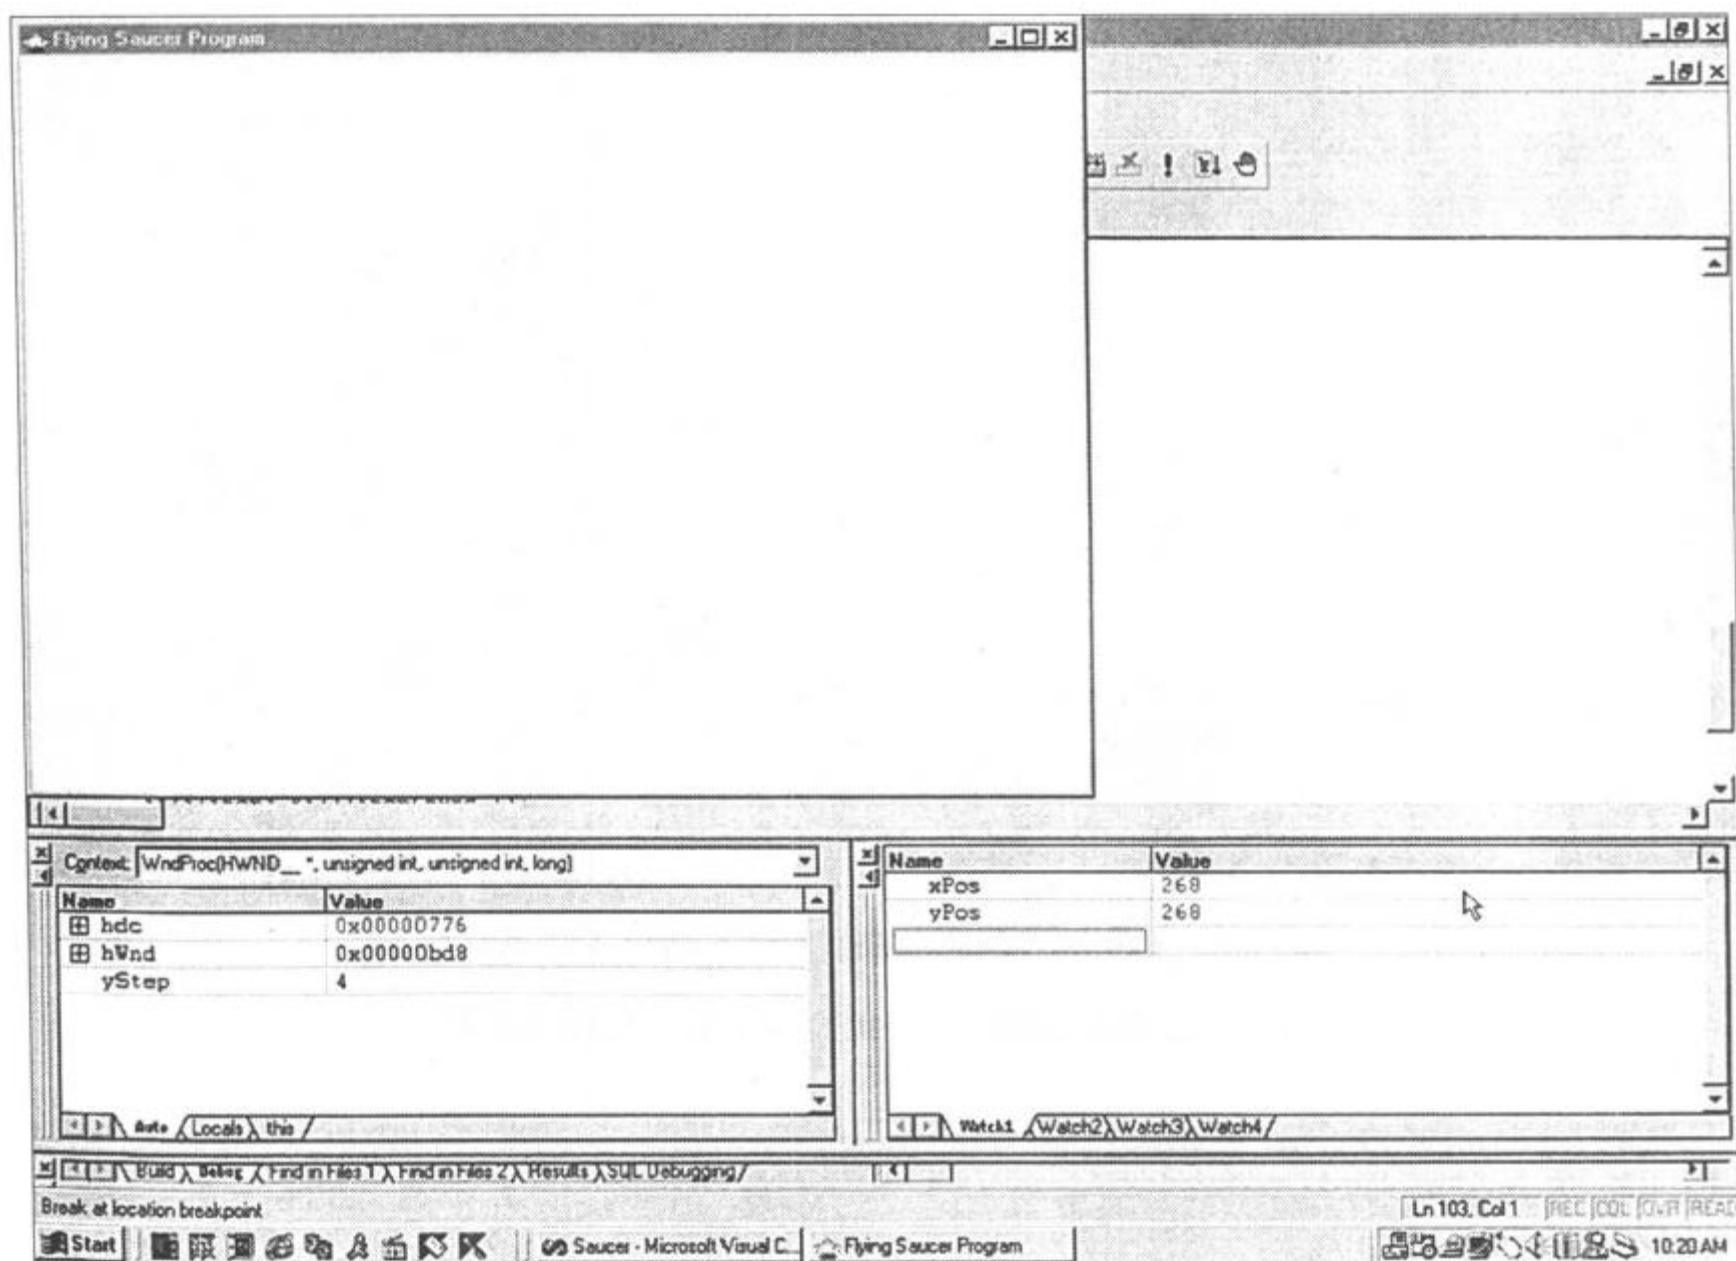 Flying Saucer Program
Context: WndProc(HWND__ *, unsigned int, unsigned int, long)
Name Value
hdc 0x00000776
hWnd 0x00000bd8
yStep 4
Auto Locals this
Name Value
xPos 268
yPos 268
Watch1 Watch2 Watch3 Watch4
Build Debug Find in Files 1 Find in Files 2 Results SQL Debugging
Break at location breakpoint
Ln 103, Col 1 REC COL OVR READ
Start Saucer - Microsoft Visual C... Flying Saucer Program 10:20 AM